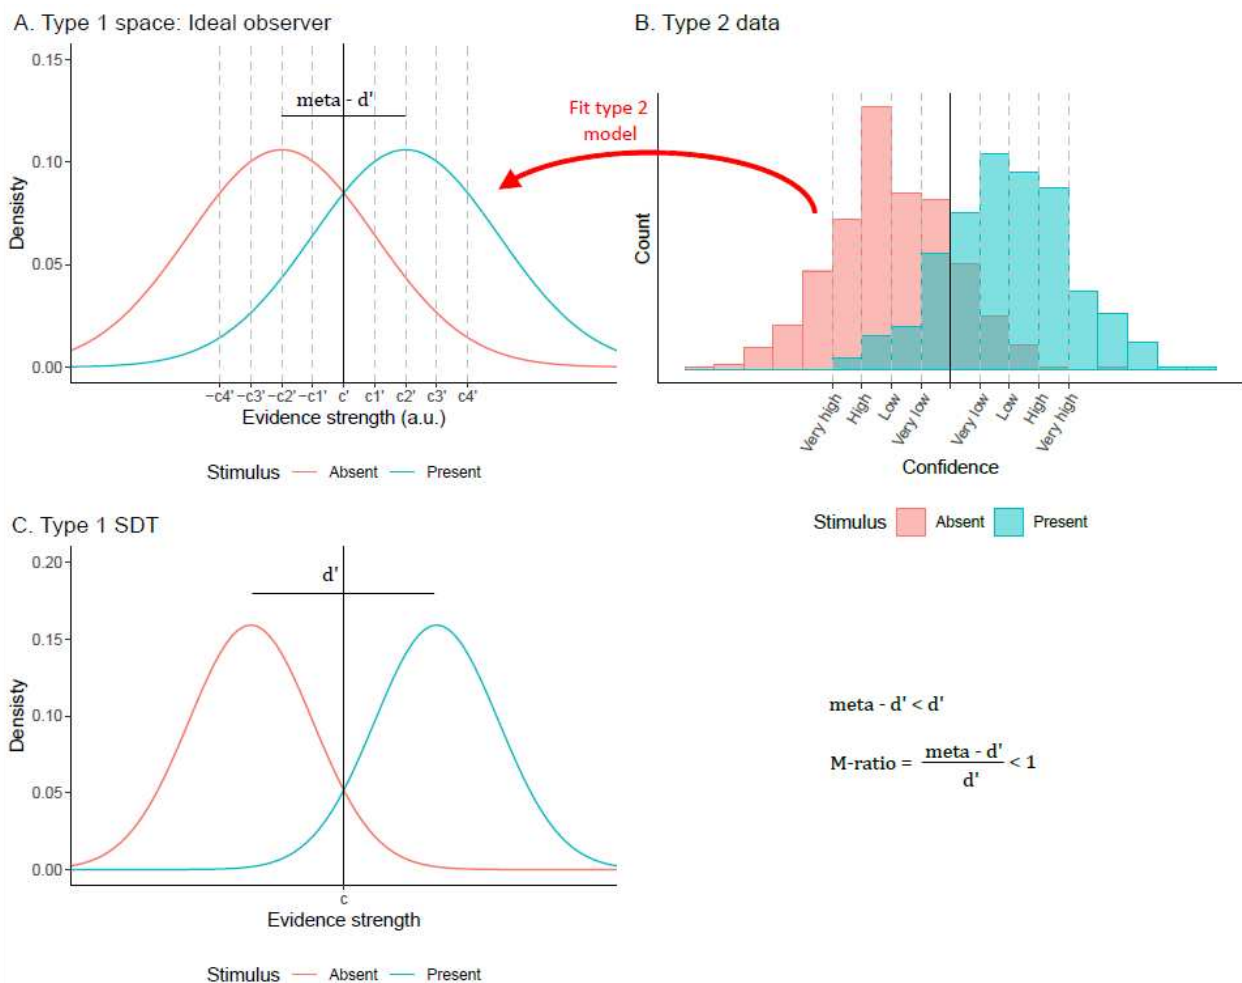 A. Type 1 space: Ideal observer
0.15
0.10
0.05
0.00
Densisty
meta - d'
−c4' −c3' −c2' −c1' c' c1' c2' c3' c4'
Evidence strength (a.u.)
Stimulus Absent Present
Fit type 2
model
B. Type 2 data
Count
Very high
High
Low
Very low
Very low
Low
High
Very high
Confidence
Stimulus Absent Present
C. Type 1 SDT
0.20
0.15
0.10
0.05
0.00
Densisty
d'
c
Evidence strength
Stimulus Absent Present
meta - d' < d'
M-ratio = meta - d' / d' < 1